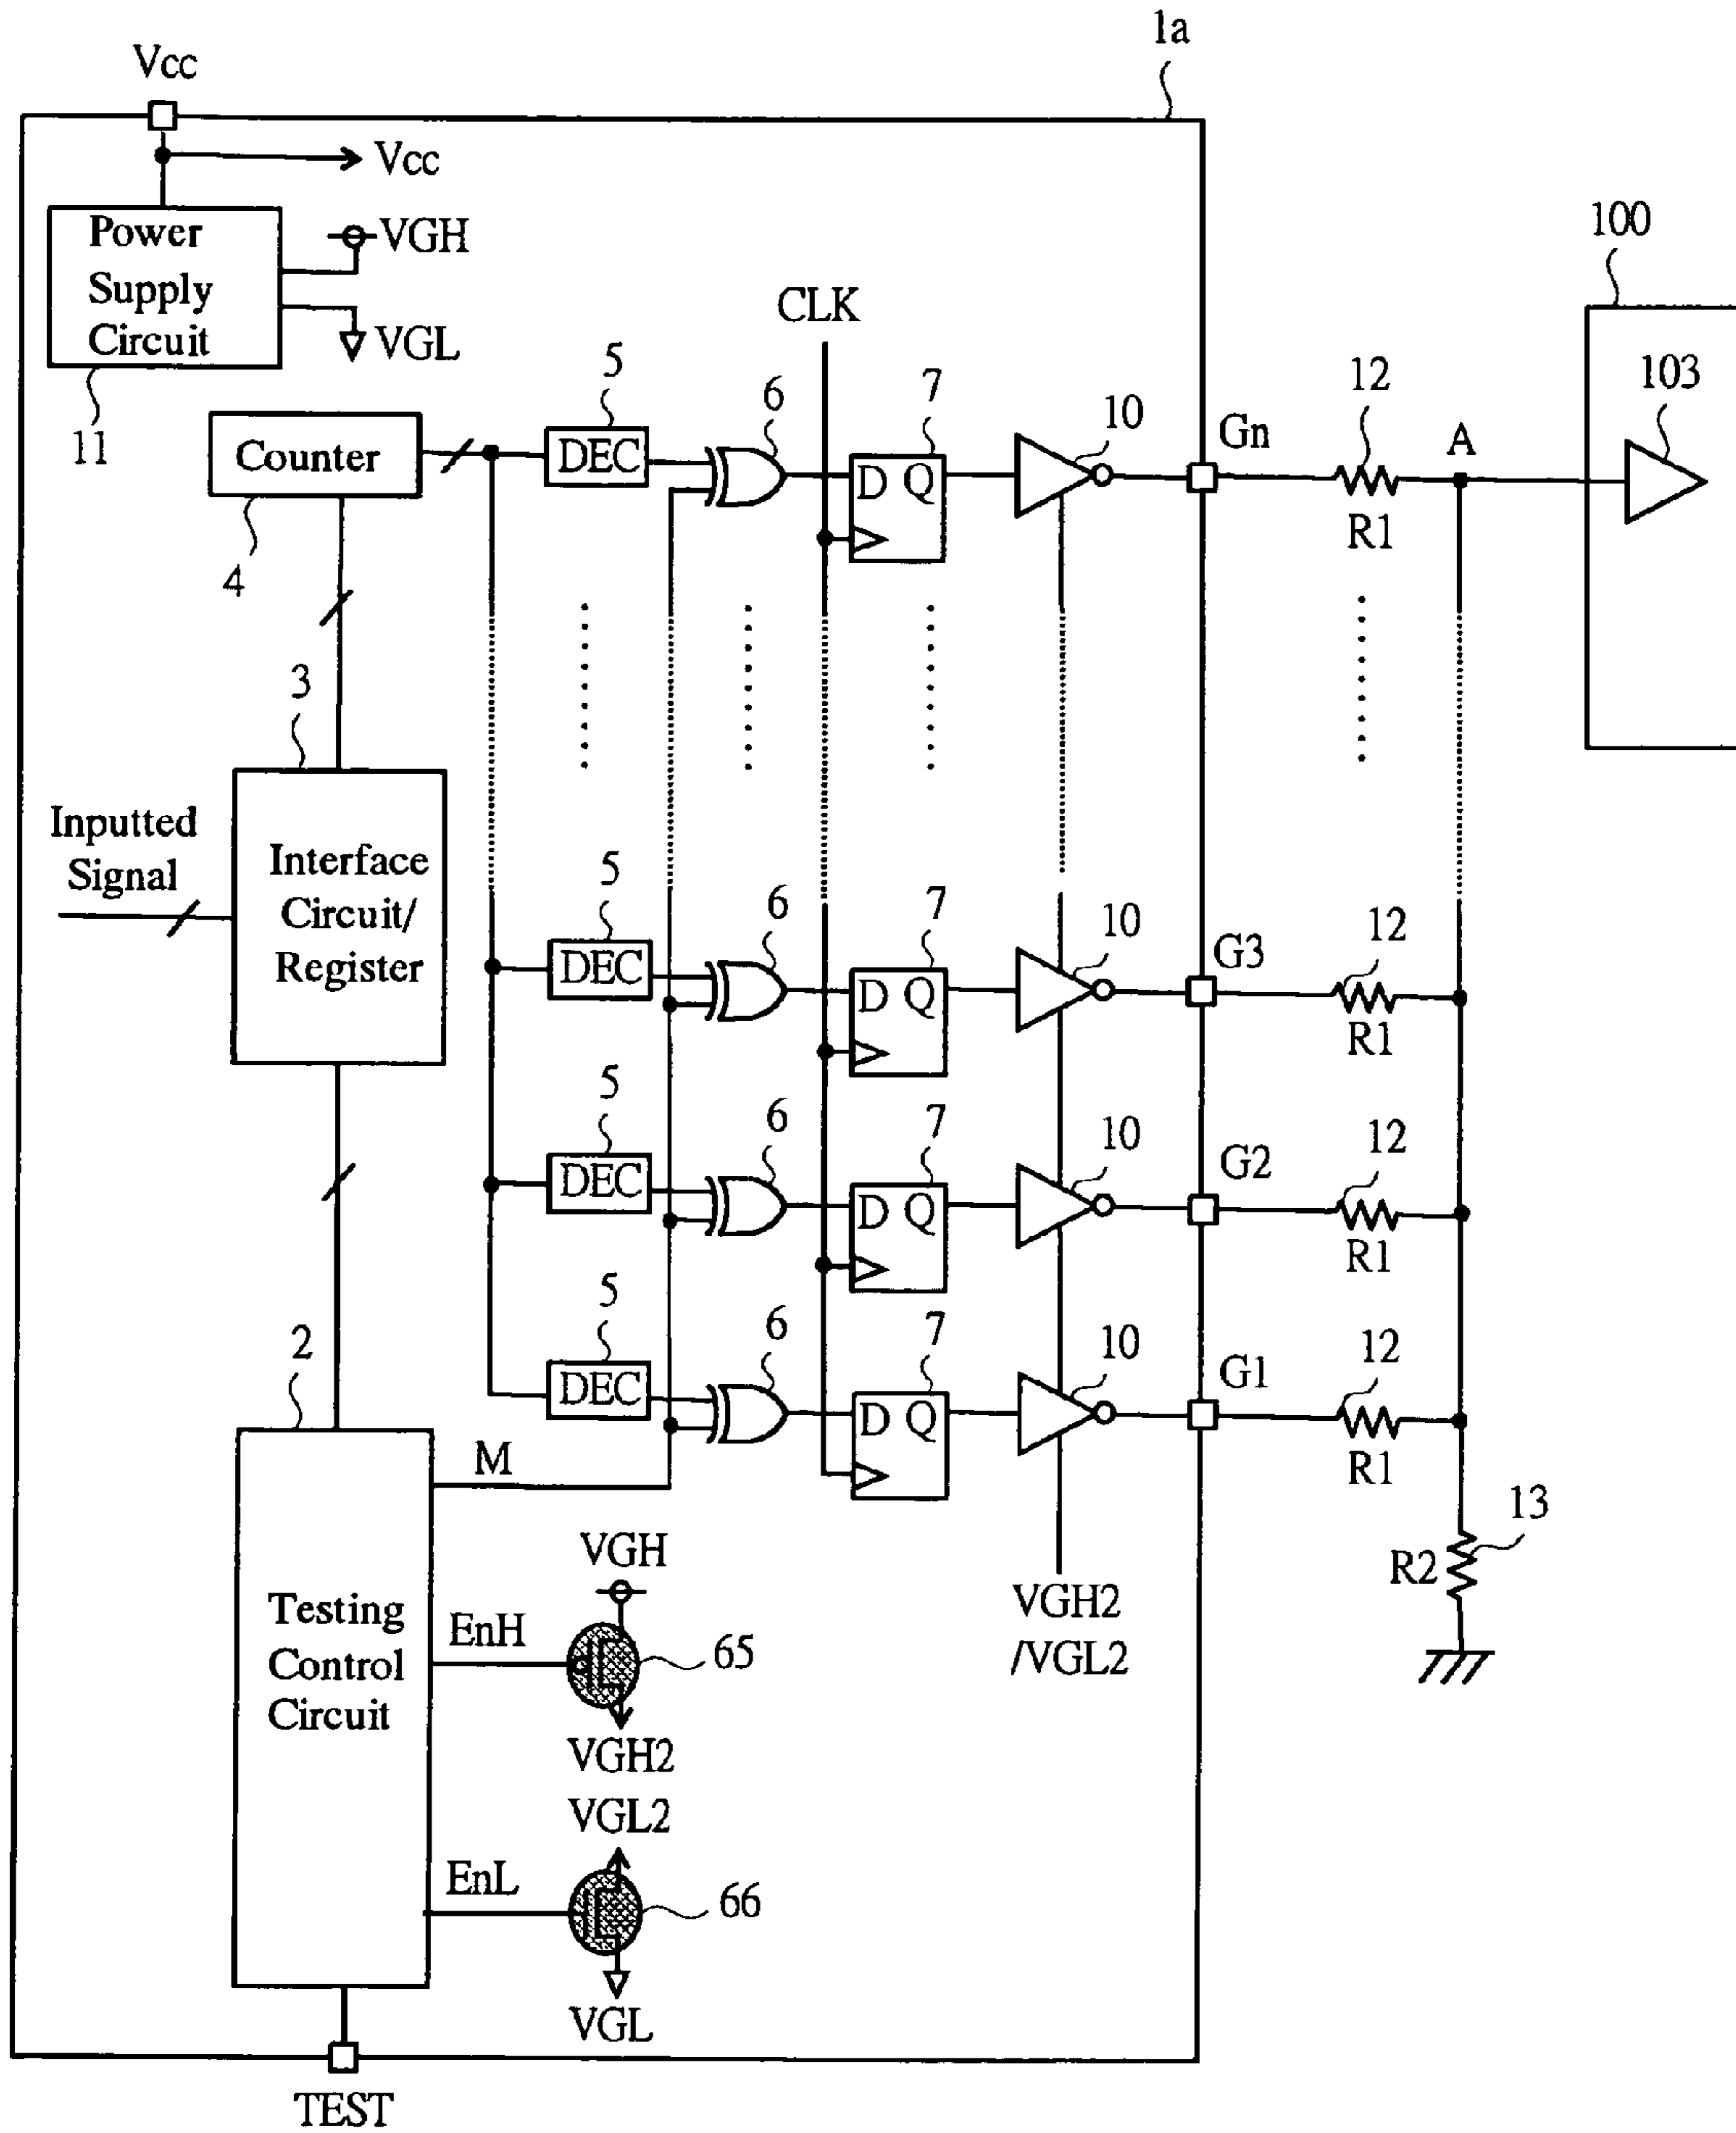 1a
Vcc
Vcc
Power
Supply
Circuit
VGH
VGL
11
100
CLK
103
5
6
7
10
Gn
12
A
Counter
DEC
D Q
R1
4
3
Inputted
Signal
Interface
Circuit/
Register
5
6
7
10
G3
12
DEC
D Q
R1
5
6
7
10
G2
12
DEC
D Q
R1
2
5
6
7
10
G1
12
DEC
D Q
R1
M
13
R2
Testing
Control
Circuit
VGH
EnH
65
VGH2
VGH2
/VGL2
VGL2
EnL
66
VGL
TEST